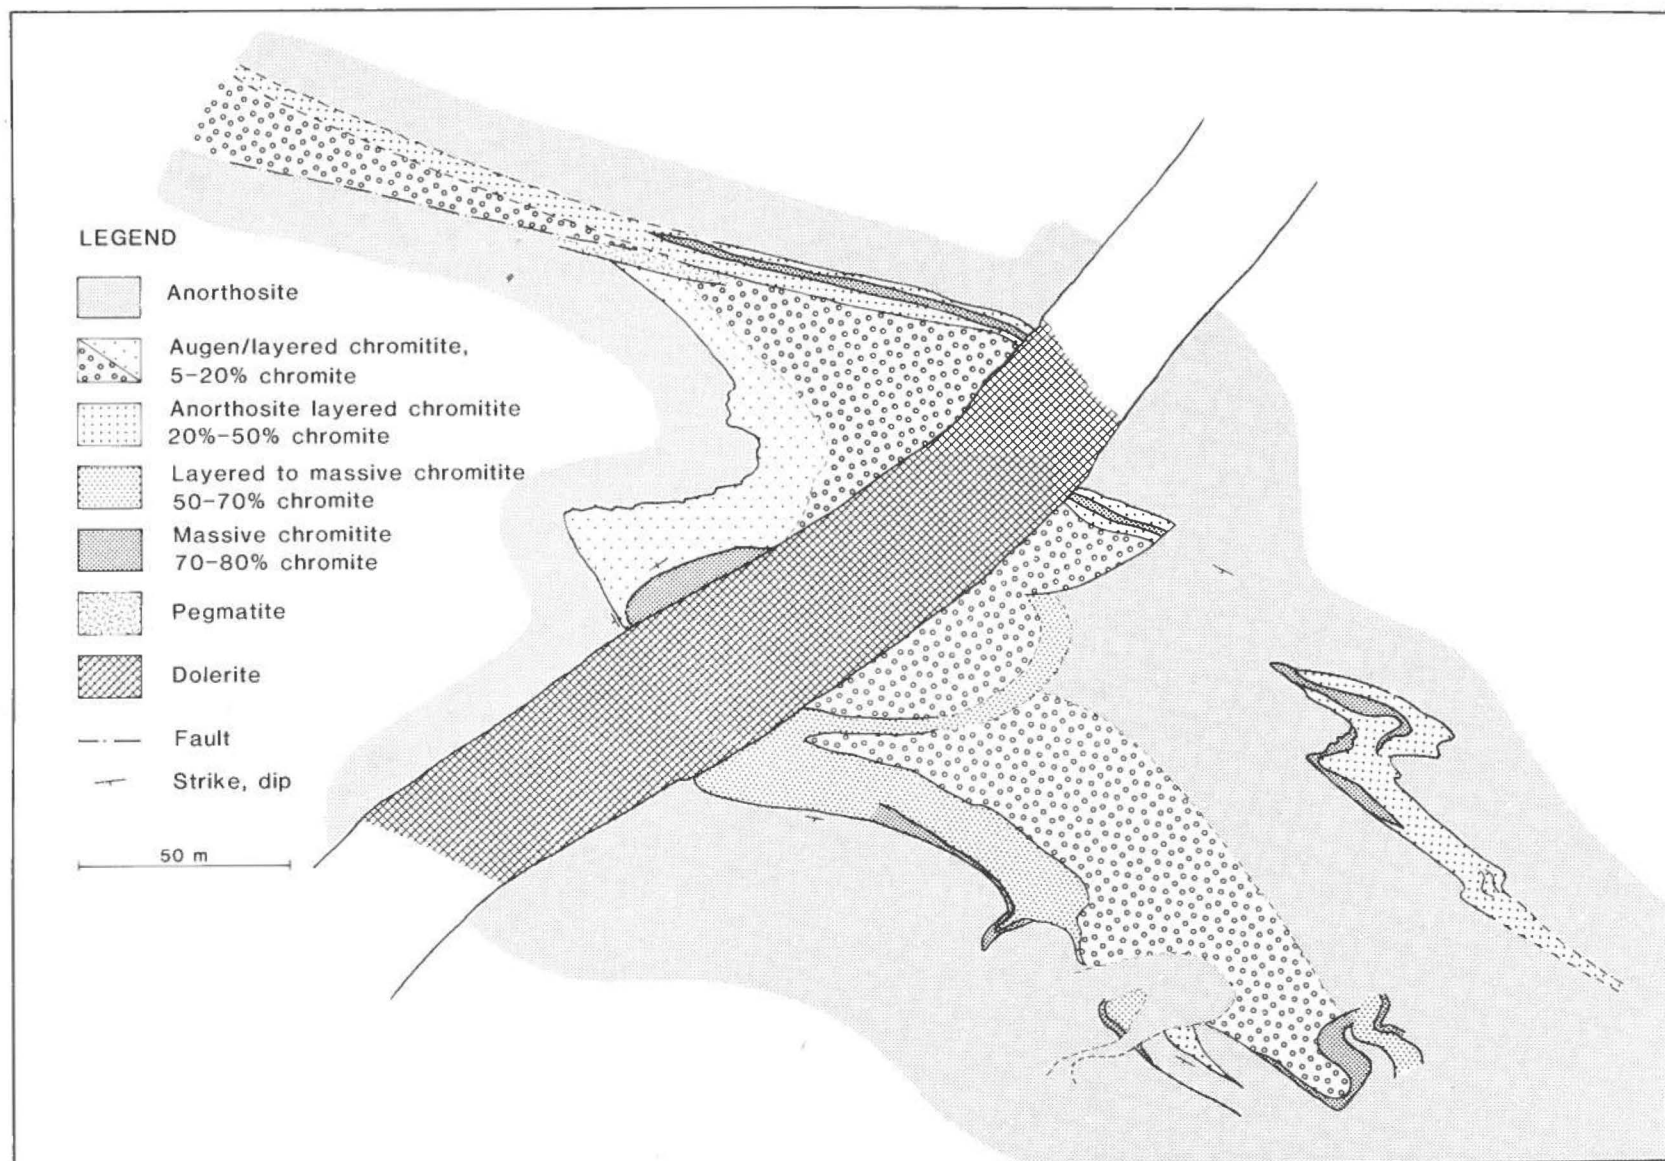 LEGEND
Anorthosite
Augen/layered chromitite,
5-20% chromite
Anorthosite layered chromitite
20%-50% chromite
Layered to massive chromitite
50-70% chromite
Massive chromitite
70-80% chromite
Pegmatite
Dolerite
Fault
Strike, dip
50 m